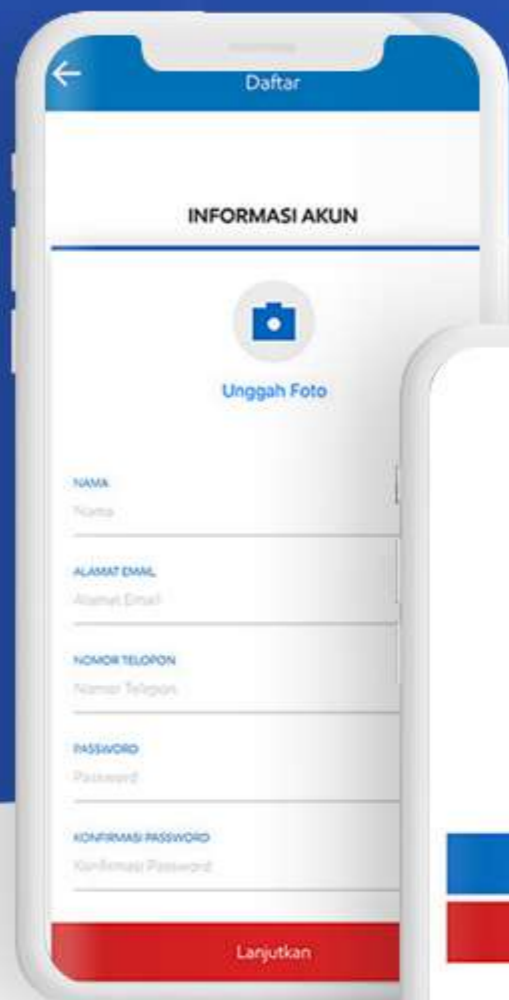 Daftar
INFORMASI AKUN
Unggah Foto
NAMA
Nama
ALAMAT EMAIL
Alamat Email
NOMOR TELOPON
Nomor Telepon
PASSWORD
Password
KONFIRMASI PASSWORD
Konfirmasi Password
Lanjutkan